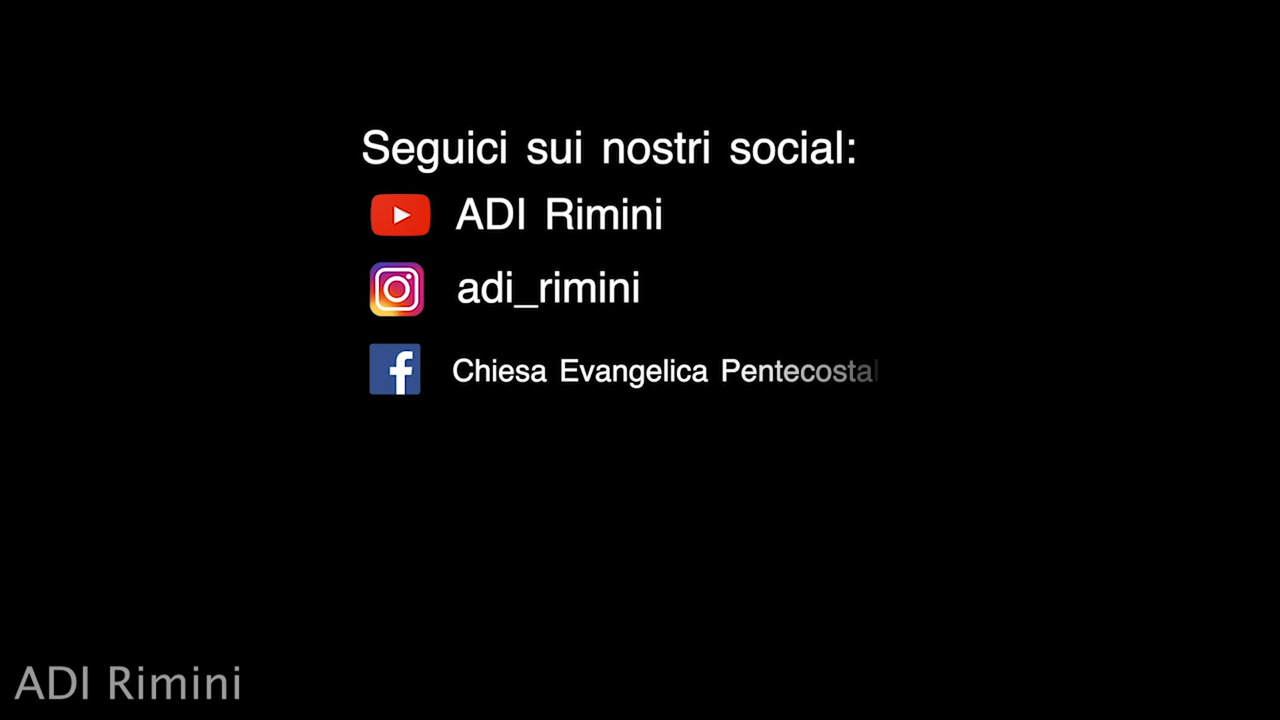 Seguici sui nostri social:
ADI Rimini
adi_rimini
Chiesa Evangelica Pentecostal
ADI Rimini